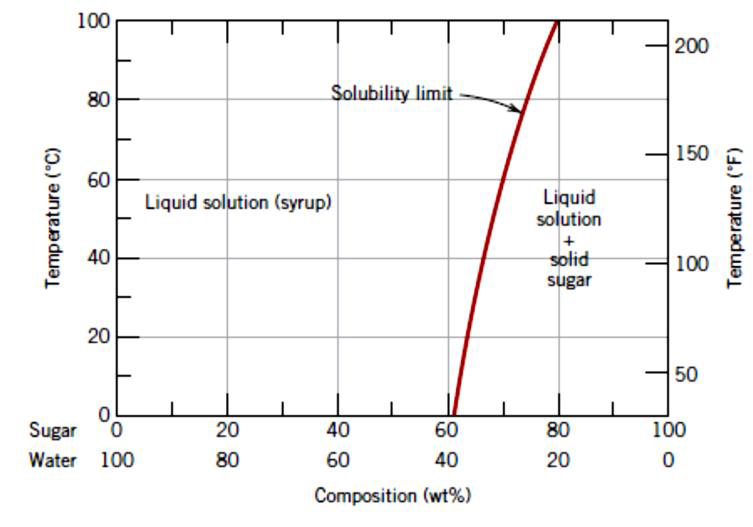 100
80
60
40
20
0
Temperature (°C)
Solubility limit
Liquid solution (syrup)
Liquid
solution
+
solid
sugar
200
150
100
50
Temperature (°F)
Sugar 0 20 40 60 80 100
Water 100 80 60 40 20 0
Composition (wt%)